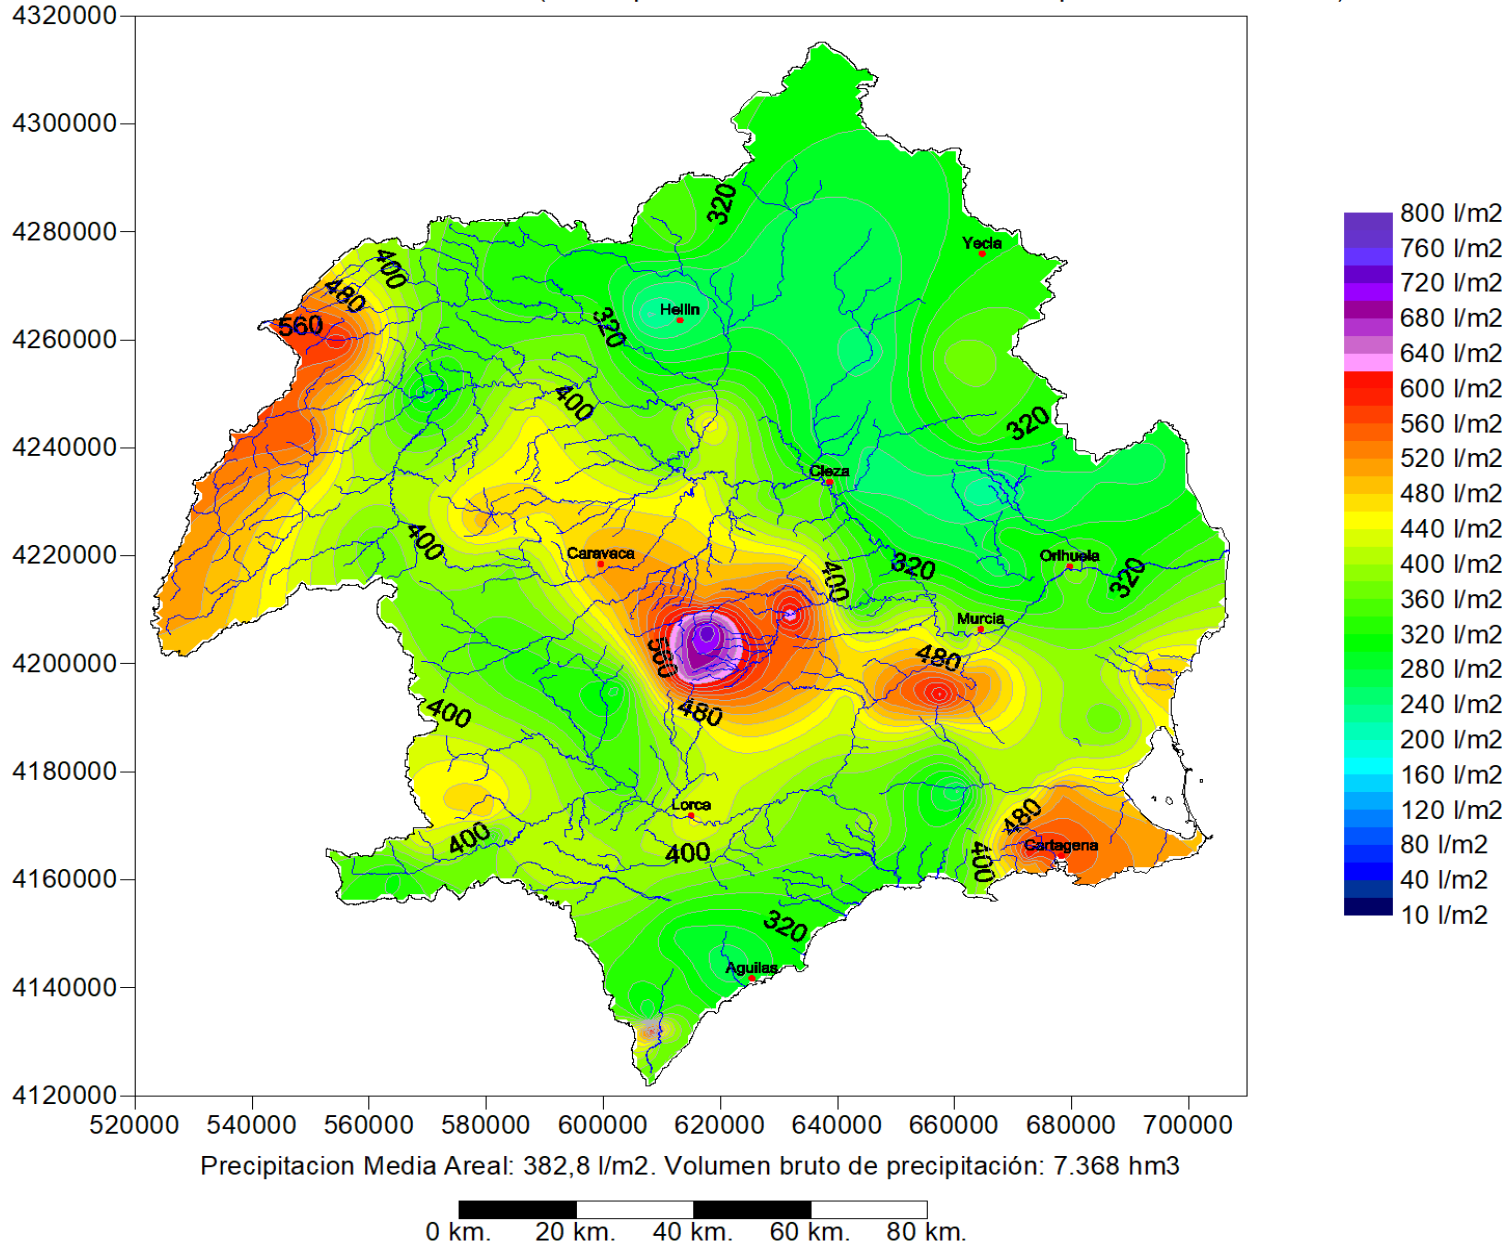 4320000
4300000
4280000
4260000
4240000
4220000
4200000
4180000
4160000
4140000
4120000
520000 540000 560000 580000 600000 620000 640000 660000 680000 700000
320
Yecla
400
480
560
Hellin
320
400
320
Cieza
400
Caravaca
400
320
Orihuela
320
Murcia
560
480
400
480
Lorca
400
400
480
Cartagena
400
320
Aguilas
800 l/m2
760 l/m2
720 l/m2
680 l/m2
640 l/m2
600 l/m2
560 l/m2
520 l/m2
480 l/m2
440 l/m2
400 l/m2
360 l/m2
320 l/m2
280 l/m2
240 l/m2
200 l/m2
160 l/m2
120 l/m2
80 l/m2
40 l/m2
10 l/m2
Precipitacion Media Areal: 382,8 l/m2. Volumen bruto de precipitación: 7.368 hm3
0 km. 20 km. 40 km. 60 km. 80 km.